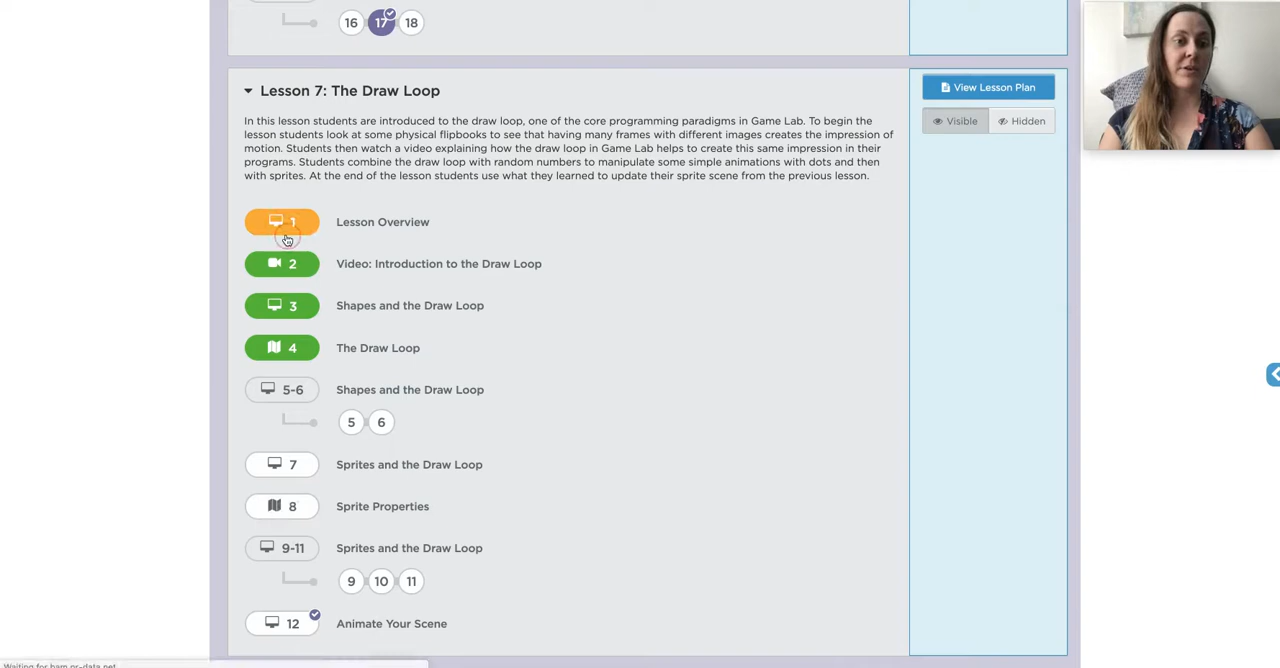 16 17 18
Lesson 7: The Draw Loop
View Lesson Plan
In this lesson students are introduced to the draw loop, one of the core programming paradigms in Game Lab. To begin the
lesson students look at some physical flipbooks to see that having many frames with different images creates the impression of
motion. Students then watch a video explaining how the draw loop in Game Lab helps to create this same impression in their
programs. Students combine the draw loop with random numbers to manipulate some simple animations with dots and then
with sprites. At the end of the lesson students use what they learned to update their sprite scene from the previous lesson.
Visible Hidden
1 Lesson Overview
2 Video: Introduction to the Draw Loop
3 Shapes and the Draw Loop
4 The Draw Loop
5-6 Shapes and the Draw Loop
5 6
7 Sprites and the Draw Loop
8 Sprite Properties
9-11 Sprites and the Draw Loop
9 10 11
12 Animate Your Scene
Waiting for bam.nr-data.net